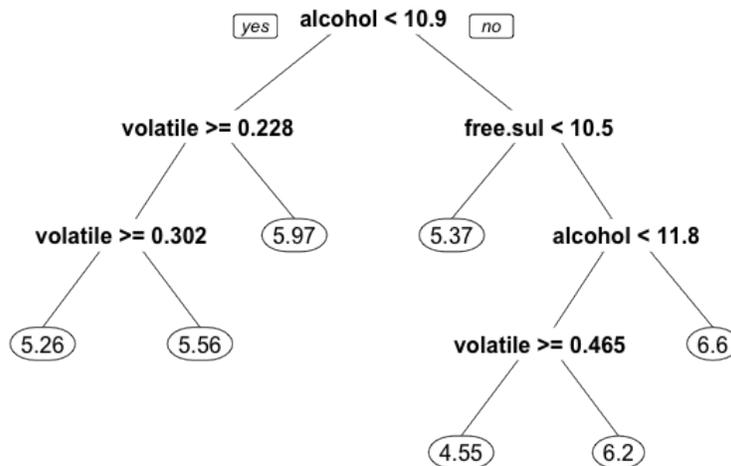 yes alcohol < 10.9 no
volatile >= 0.228 free.sul < 10.5
volatile >= 0.302 5.97 5.37 alcohol < 11.8
5.26 5.56 volatile >= 0.465 6.6
4.55 6.2